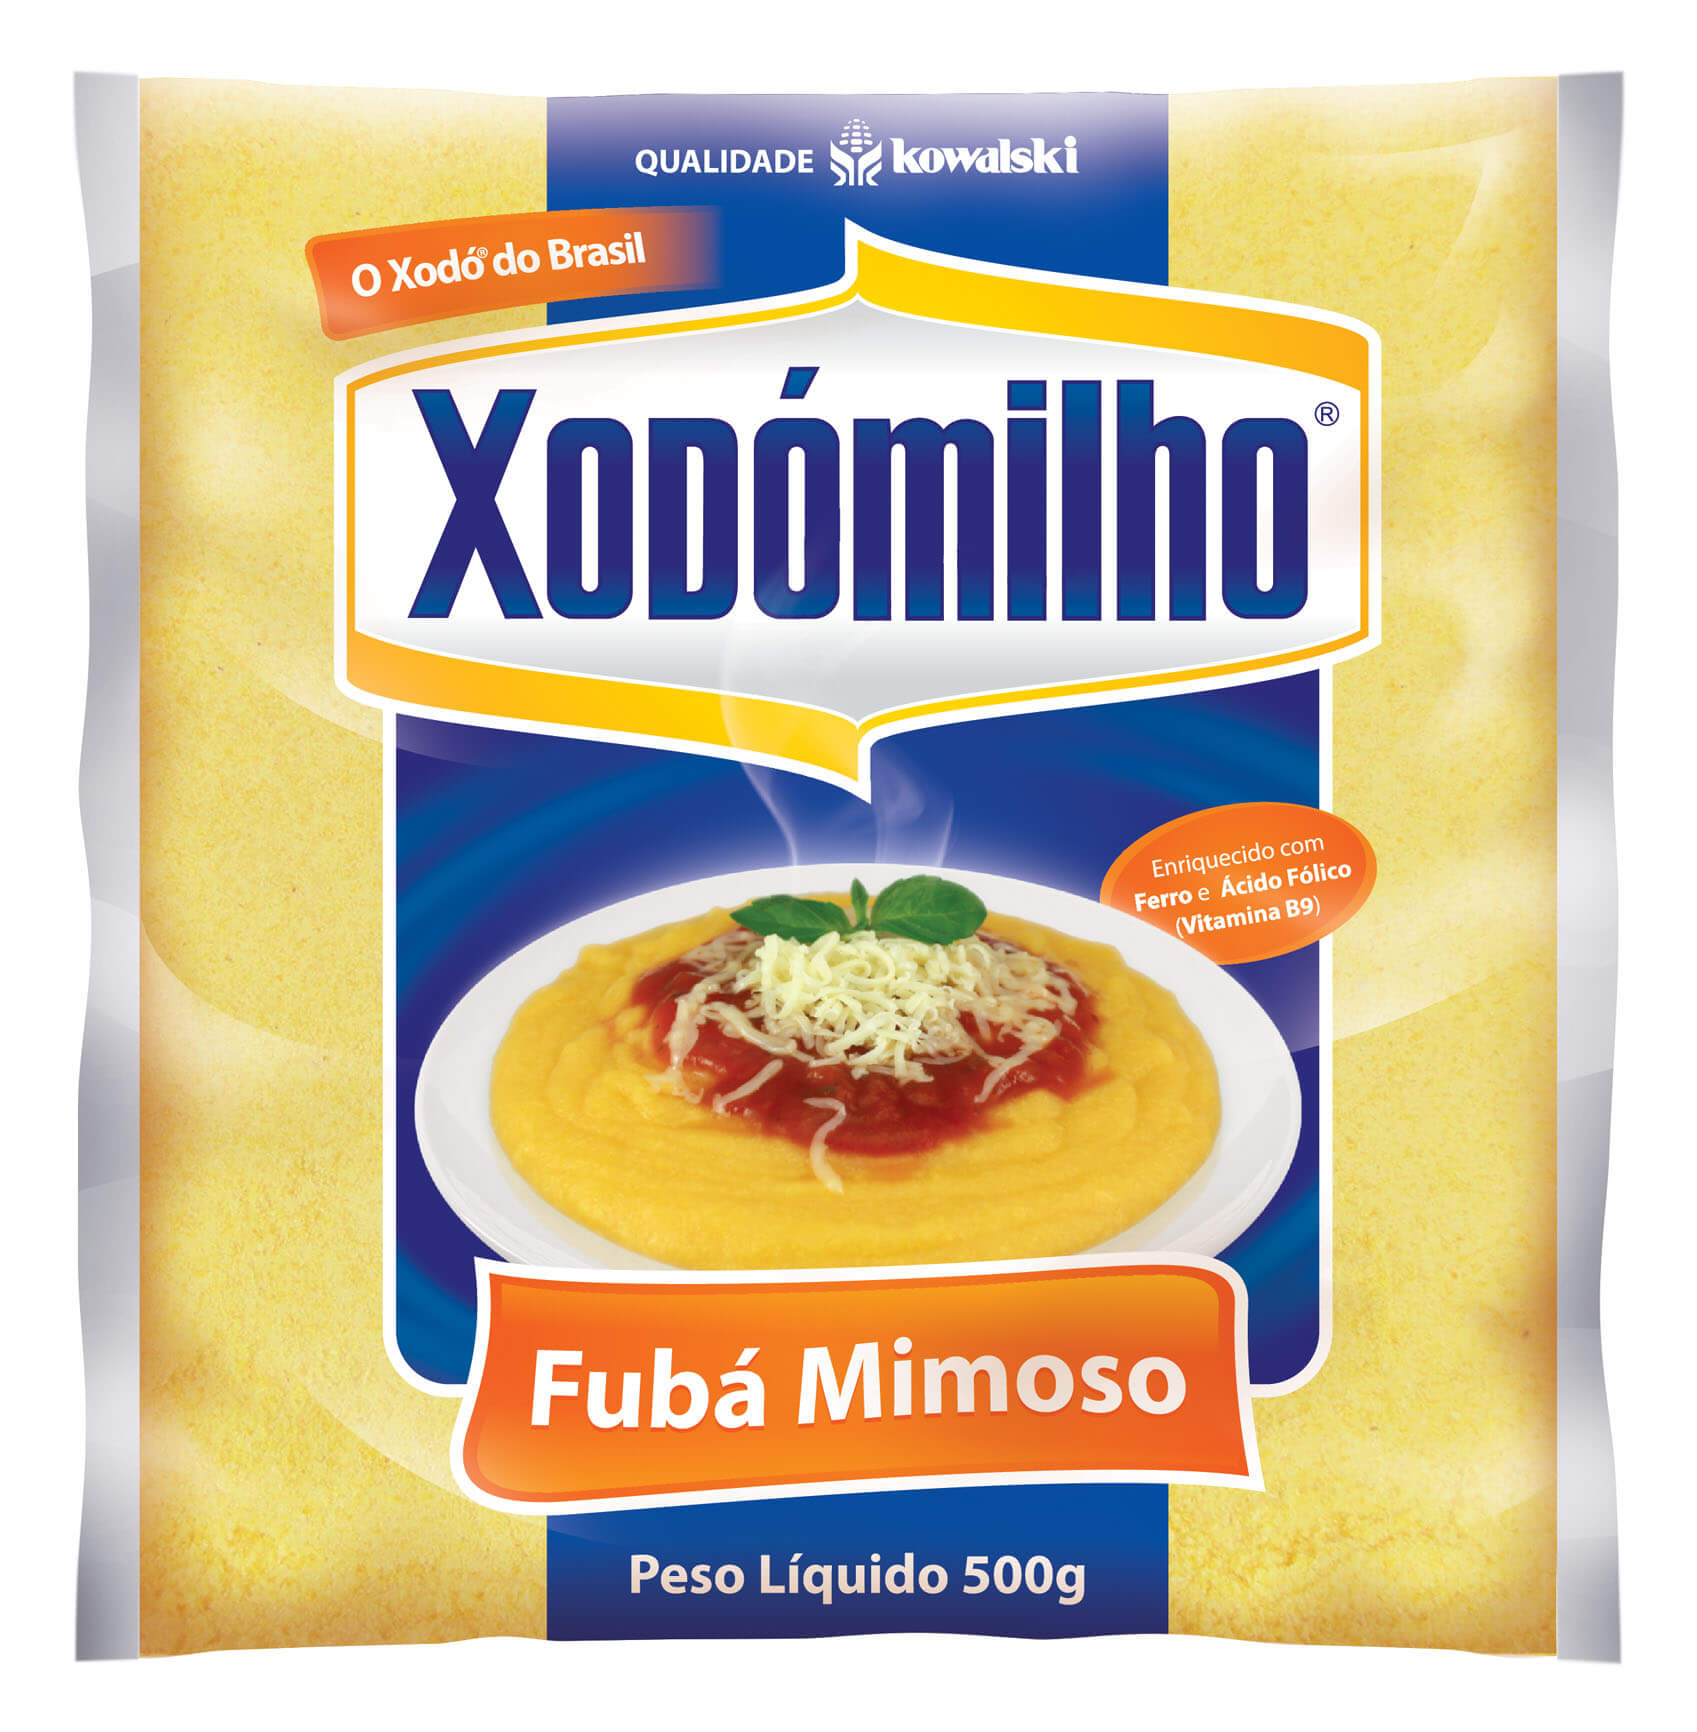 QUALIDADE kowalski
O Xodó® do Brasil
Xodómilho®
Enriquecido com
Ferro e Ácido Fólico
(Vitamina B9)
Fubá Mimoso
Peso Líquido 500g